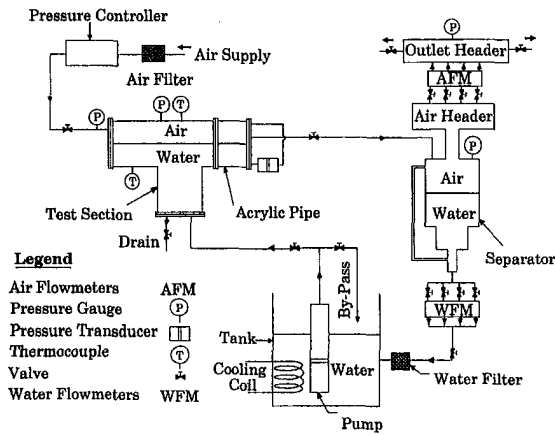 Pressure Controller
Air Supply
Air Filter
P
P
T
Air
Water
T
Test Section
Acrylic Pipe
Drain
P
Outlet Header
AFM
Air Header
P
Air
Water
Separator
WFM
Water Filter
By-Pass
Tank
Cooling
Coil
Water
Pump
Legend
Air Flowmeters AFM
Pressure Gauge P
Pressure Transducer
Thermocouple T
Valve
Water Flowmeters WFM